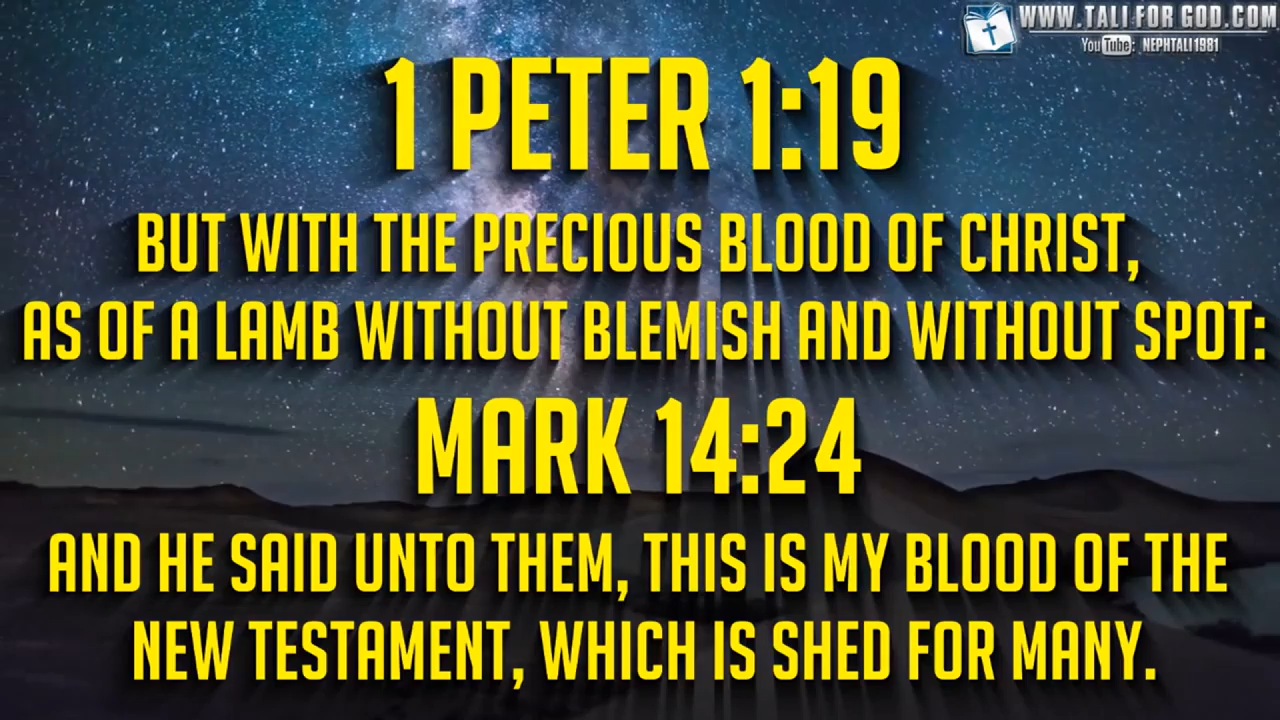 WWW.TALI FOR GOD.COM
YouTube: NEPHTALI1981
1 PETER 1:19
BUT WITH THE PRECIOUS BLOOD OF CHRIST,
AS OF A LAMB WITHOUT BLEMISH AND WITHOUT SPOT:
MARK 14:24
AND HE SAID UNTO THEM, THIS IS MY BLOOD OF THE
NEW TESTAMENT, WHICH IS SHED FOR MANY.